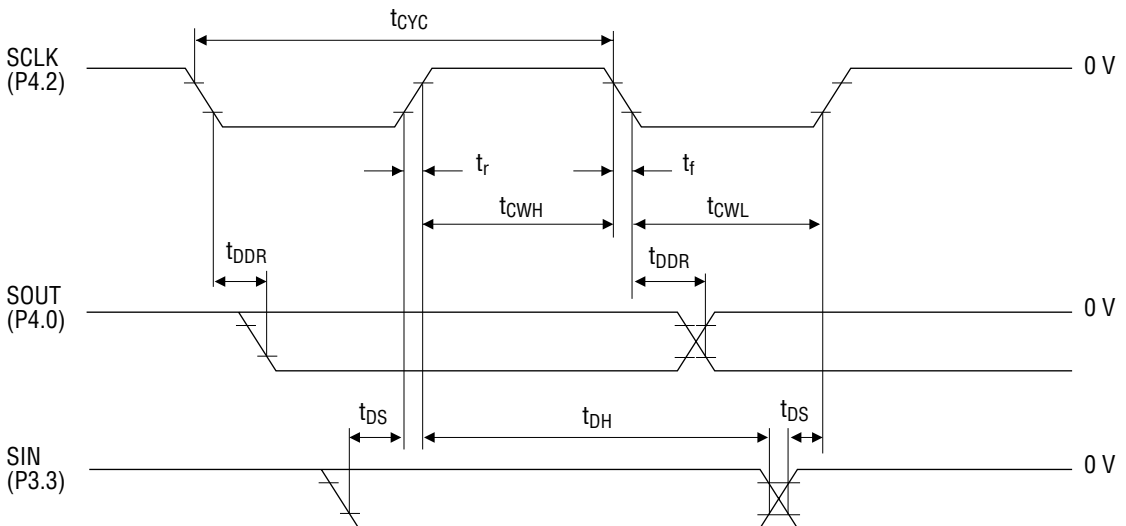 tCYC
SCLK
(P4.2)
0 V
tr
tf
tCWH
tCWL
tDDR
tDDR
SOUT
(P4.0)
0 V
tDS
tDH
tDS
SIN
(P3.3)
0 V